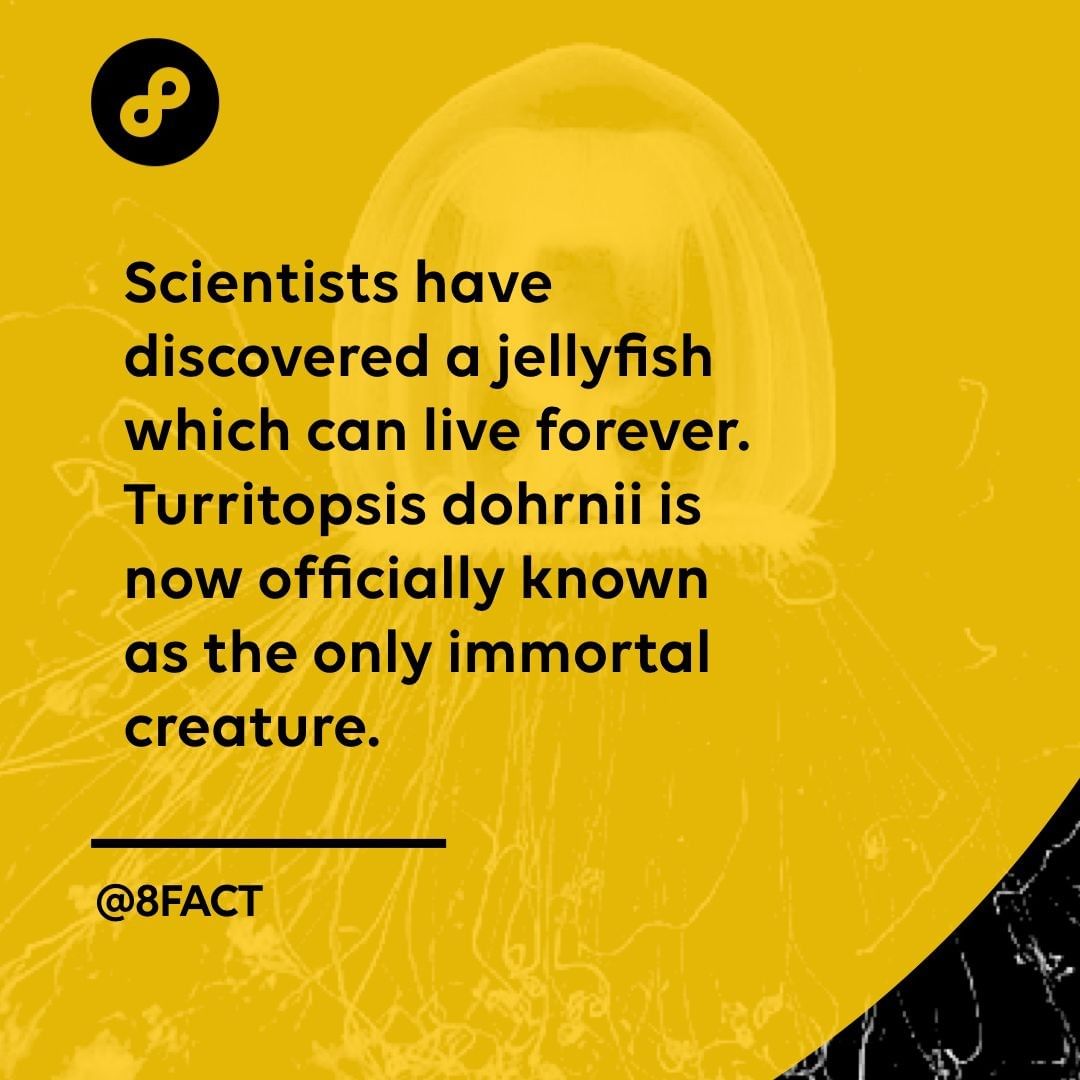 Scientists have
discovered a jellyfish
which can live forever.
Turritopsis dohrnii is
now officially known
as the only immortal
creature.
@8FACT